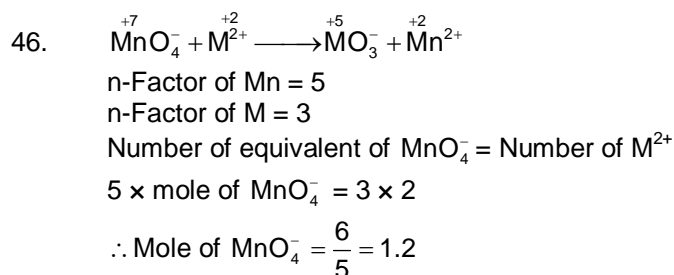 +7 +2 +5 +2
46. MnO₄⁻ + M²⁺ ⟶ MO₃⁻ + Mn²⁺
n-Factor of Mn = 5
n-Factor of M = 3
Number of equivalent of MnO₄⁻ = Number of M²⁺
5 × mole of MnO₄⁻ = 3 × 2
∴ Mole of MnO₄⁻ = 6/5 = 1.2